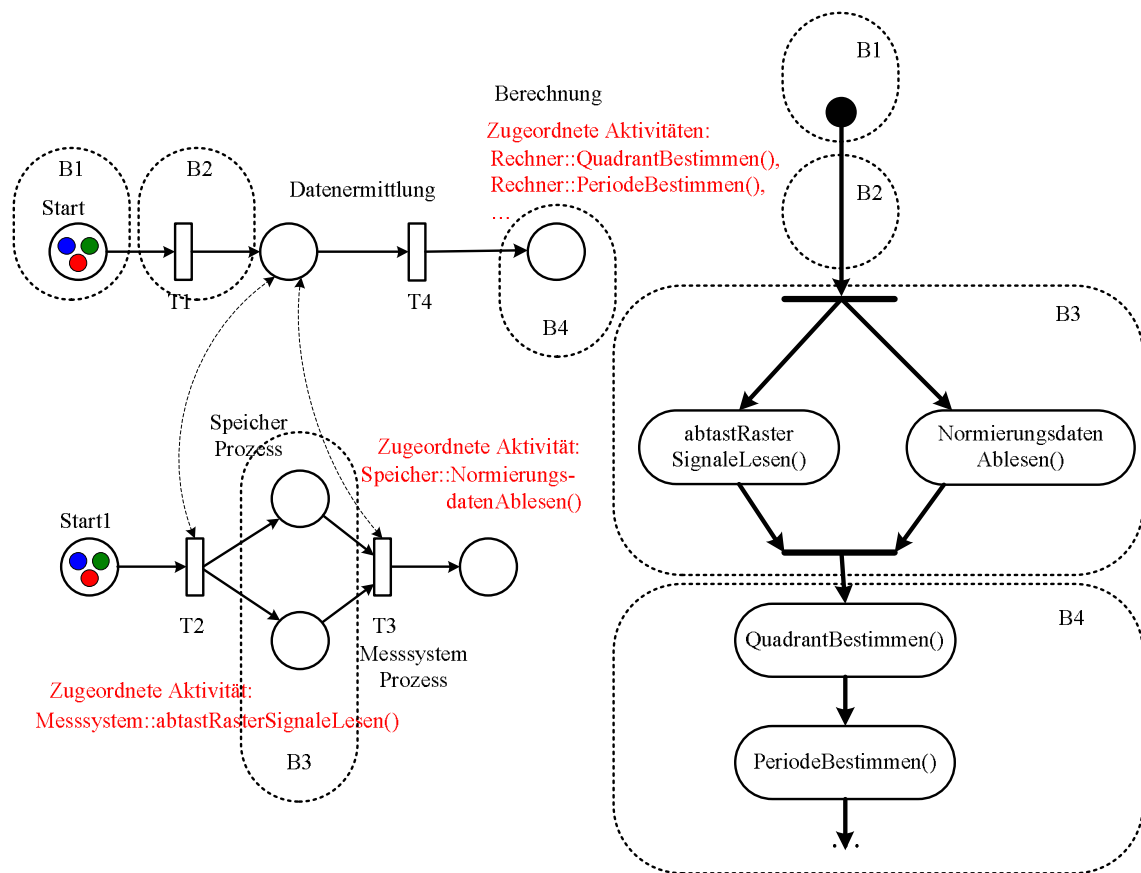 Berechnung
Zugeordnete Aktivitäten:
Rechner::QuadrantBestimmen(),
Rechner::PeriodeBestimmen(),
…
B1
B2
Start
Datenermittlung
T1
T4
B4
Speicher
Prozess
Zugeordnete Aktivität:
Speicher::Normierungs-
datenAblesen()
Start1
T2
T3
Messsystem
Prozess
Zugeordnete Aktivität:
Messsystem::abtastRasterSignaleLesen()
B3
B1
B2
B3
abtastRaster
SignaleLesen()
Normierungsdaten
Ablesen()
B4
QuadrantBestimmen()
PeriodeBestimmen()
. . .